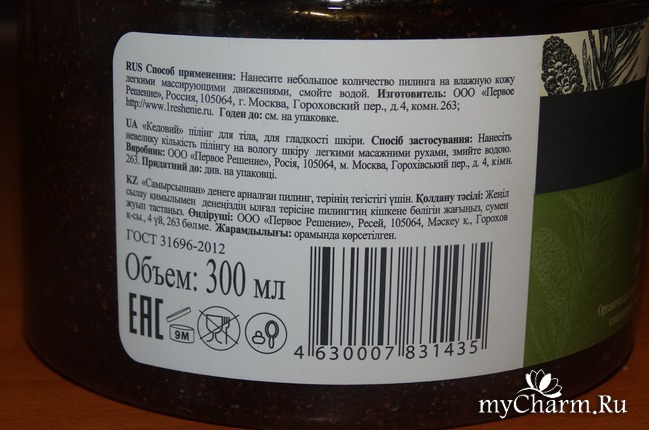 RUS Способ применения: Нанесите небольшое количество пилинга на влажную кожу
легкими массирующими движениями, смойте водой. Изготовитель: ООО «Первое
Решение», Россия, 105064, г. Москва, Гороховский пер., д. 4, комн. 263;
http://www.1reshenie.ru. Годен до: см. на упаковке.
UA «Кедовий» пілінг для тіла, для гладкості шкіри. Спосіб застосування: Нанесіть
невелику кількість пілінгу на вологу шкіру легкими масажними рухами, змийте водою.
Виробник: ООО «Первое Решение», Росія, 105064, м. Москва, Горохівський пер., д. 4, кімн.
263. Придатний до: див. на упаковці.
KZ «Самырсыннан» денеге арналған пилинг, терінің тегістігі үшін. Қолдану тәсілі: Жеңіл
сылау қимылымен денеңіздің ылғал терісіне пилингтің кішкене бөлігін жағыңыз, сумен
жуып тастаңыз. Өндіруші: ООО «Первое Решение», Ресей, 105064, Мәскеу қ., Горохов
қ-сы, 4 үй, 263 бөлме. Жарамдылығы: орамында көрсетілген.
ГОСТ 31696-2012
Объем: 300 мл
EAC 9M
4 630007 831435
myCharm.Ru